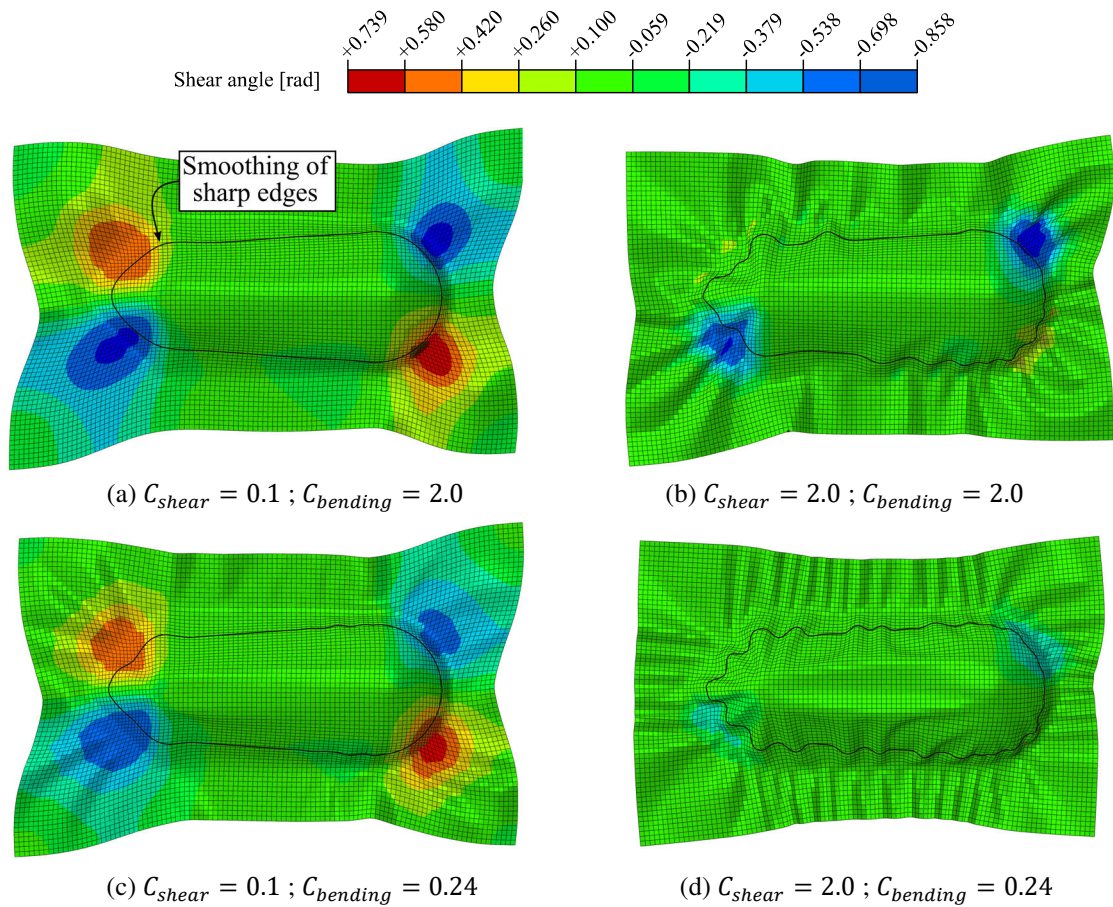 +0.739 +0.580 +0.420 +0.260 +0.100 -0.059 -0.219 -0.379 -0.538 -0.698 -0.858
Shear angle [rad]
Smoothing of
sharp edges
(a) C_shear = 0.1 ; C_bending = 2.0
(b) C_shear = 2.0 ; C_bending = 2.0
(c) C_shear = 0.1 ; C_bending = 0.24
(d) C_shear = 2.0 ; C_bending = 0.24